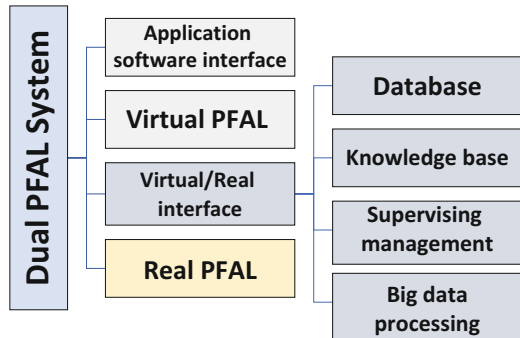 Dual PFAL System
Application
software interface
Virtual PFAL
Virtual/Real
interface
Real PFAL
Database
Knowledge base
Supervising
management
Big data
processing